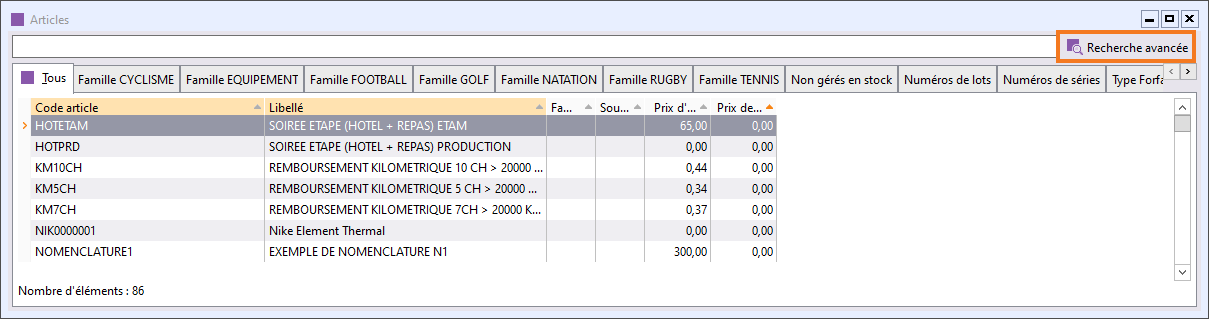 Articles
Recherche avancée
Tous Famille CYCLISME Famille EQUIPEMENT Famille FOOTBALL Famille GOLF Famille NATATION Famille RUGBY Famille TENNIS Non gérés en stock Numéros de lots Numéros de séries Type Forfa
Code article Libellé Fa... Sou... Prix d'... Prix de...
HOTETAM SOIREE ETAPE (HOTEL + REPAS) ETAM 65,00 0,00
HOTPRD SOIREE ETAPE (HOTEL + REPAS) PRODUCTION 0,00 0,00
KM10CH REMBOURSEMENT KILOMETRIQUE 10 CH > 20000 ... 0,44 0,00
KM5CH REMBOURSEMENT KILOMETRIQUE 5 CH > 20000 ... 0,34 0,00
KM7CH REMBOURSEMENT KILOMETRIQUE 7CH > 20000 K... 0,37 0,00
NIK0000001 Nike Element Thermal 0,00 0,00
NOMENCLATURE1 EXEMPLE DE NOMENCLATURE N1 300,00 0,00
Nombre d'éléments : 86